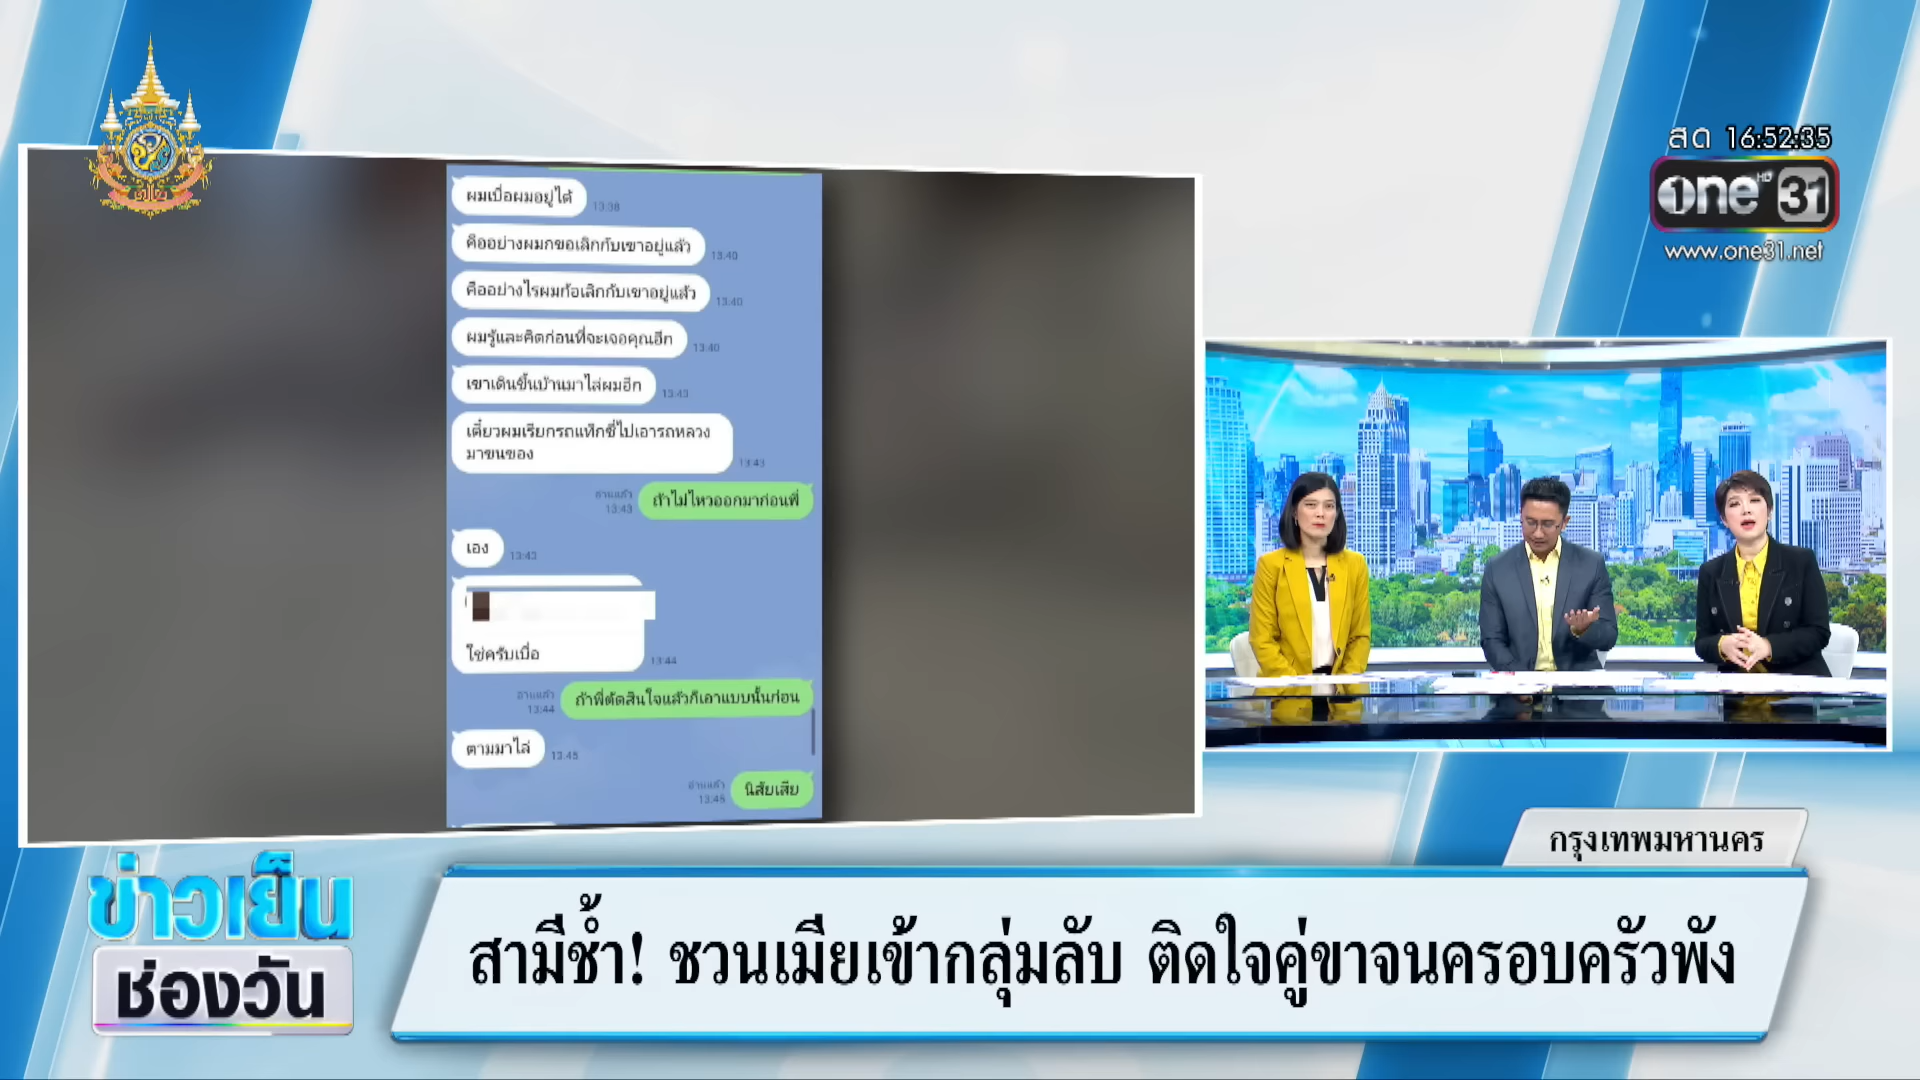 สด 16:52:35
one HD 31
www.one31.net
ผมเบื่อผมอยู่ได้
13:38
คืออย่างผมกขอเลิกกับเขาอยู่แล้ว
13:40
คืออย่างไรผมก้อเลิกกับเขาอยู่แล้ว
13:40
ผมรู้และคิดก่อนที่จะเจอคุณอีก
13:40
เขาเดินขึ้นบ้านมาไล่ผมอีก
13:43
เดี๋ยวผมเรียกรถแท็กซี่ไปเอารถหลวง
มาขนของ
13:43
อ่านแล้ว
13:43
ถ้าไม่ไหวออกมาก่อนพี่
เอง
13:43
ใช่ครับเบื่อ
13:44
อ่านแล้ว
13:44
ถ้าพี่ตัดสินใจแล้วก็เอาแบบนั้นก่อน
ตามมาไล่
13:45
อ่านแล้ว
13:45
นิสัยเสีย
กรุงเทพมหานคร
ข่าวเย็น
ช่องวัน
สามีช้ำ! ชวนเมียเข้ากลุ่มลับ ติดใจคู่ขาจนครอบครัวพัง